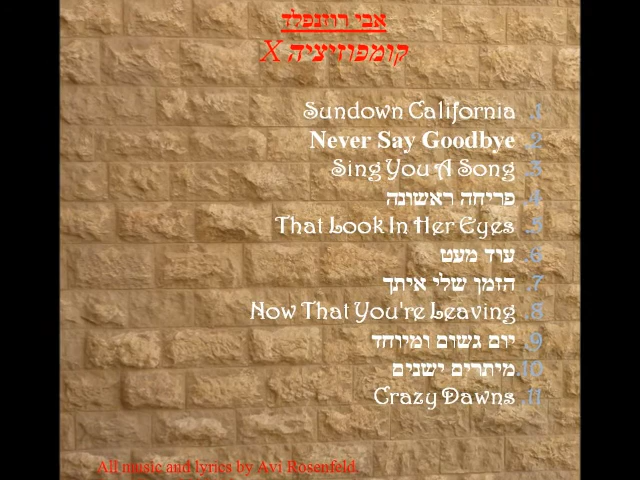 אבי רוזנפלד
קומפוזיציה X
1. Sundown California
2. Never Say Goodbye
3. Sing You A Song
4. פריחה ראשונה
5. That Look In Her Eyes
6. עוד מעט
7. הזמן שלי איתך
8. Now That You're Leaving
9. יום גשום ומיוחד
10. מיתרים ישנים
11. Crazy Dawns
All music and lyrics by Avi Rosenfeld